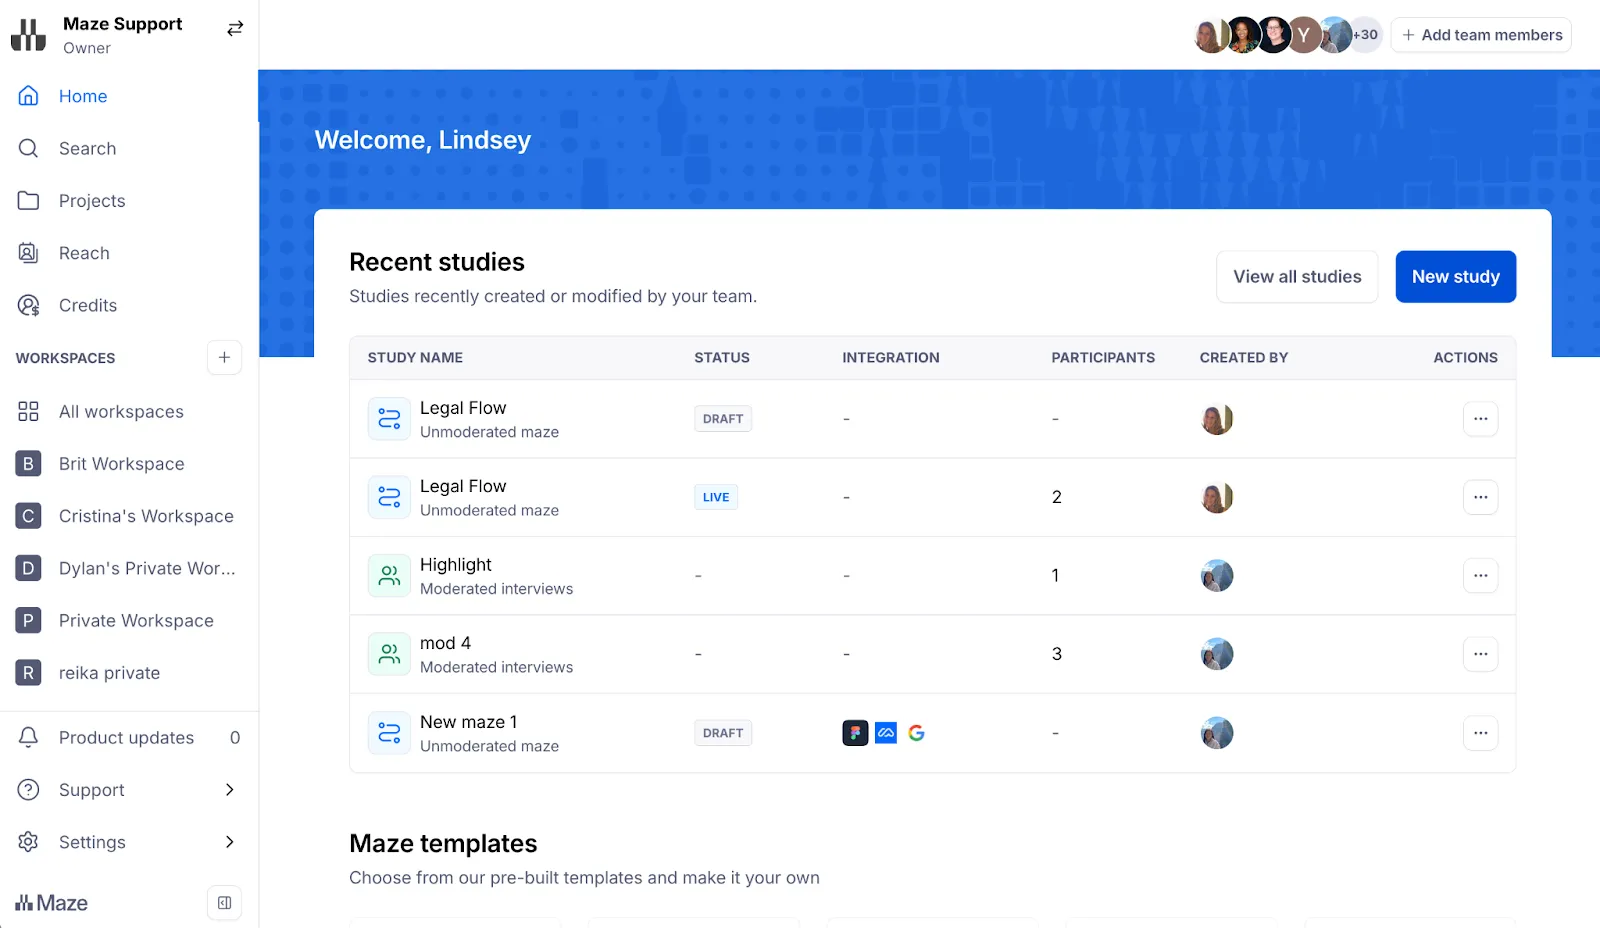 Maze Support
Owner
Home
Search
Projects
Reach
Credits
WORKSPACES
All workspaces
B Brit Workspace
C Cristina's Workspace
D Dylan's Private Wor...
P Private Workspace
R reika private
Product updates 0
Support
Settings
Maze
Y +30 + Add team members
Welcome, Lindsey
Recent studies
Studies recently created or modified by your team.
View all studies New study
STUDY NAME STATUS INTEGRATION PARTICIPANTS CREATED BY ACTIONS
Legal Flow
Unmoderated maze
DRAFT - -
Legal Flow
Unmoderated maze
LIVE - 2
Highlight
Moderated interviews
- - 1
mod 4
Moderated interviews
- - 3
New maze 1
Unmoderated maze
DRAFT G -
Maze templates
Choose from our pre-built templates and make it your own